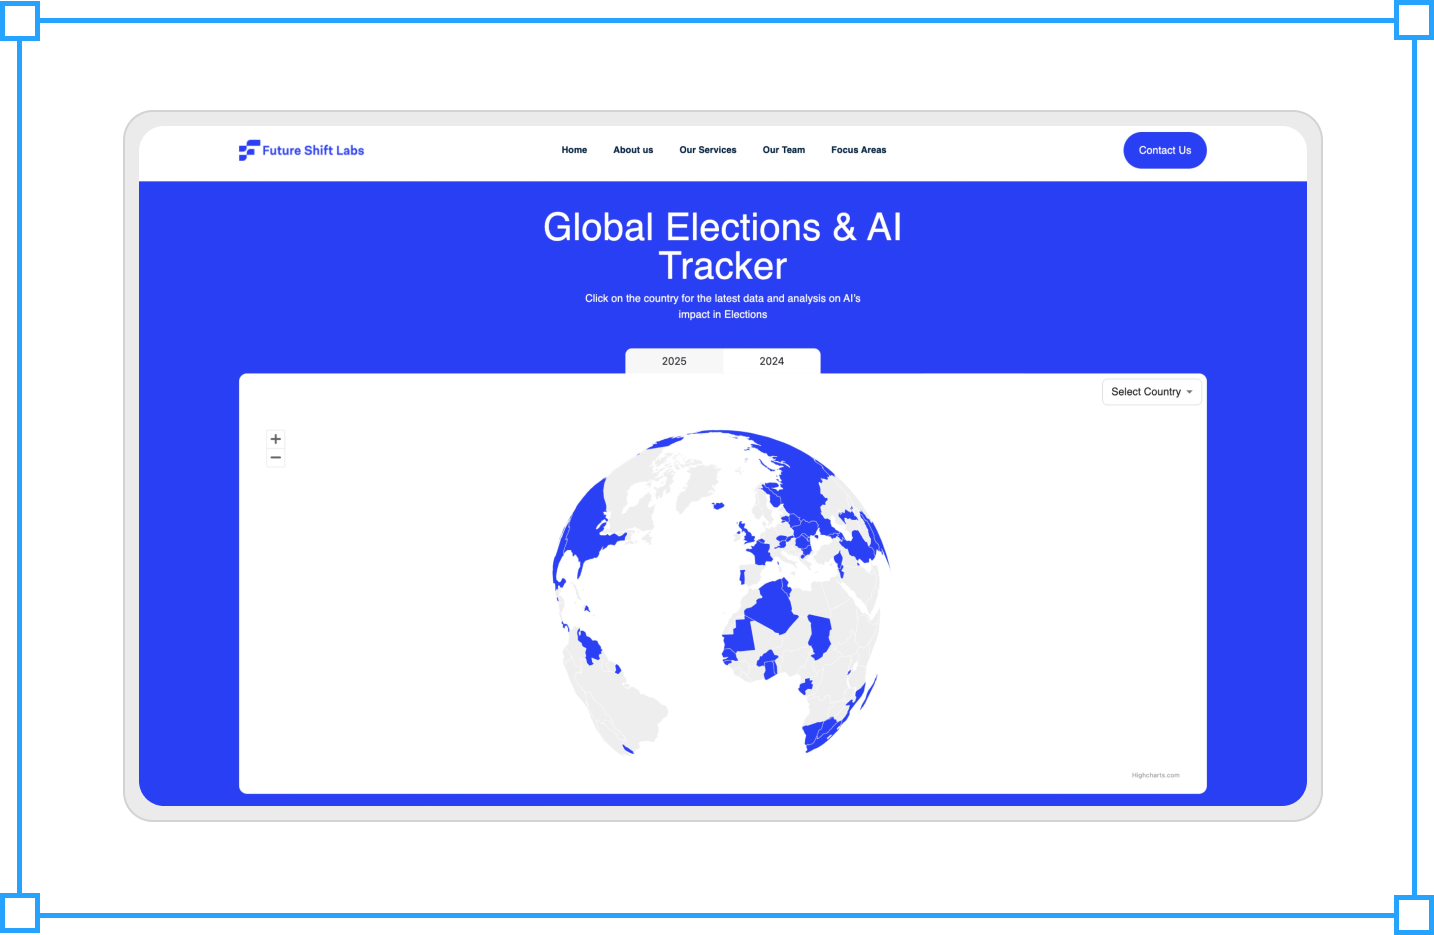 Future Shift Labs
Home
About us
Our Services
Our Team
Focus Areas
Contact Us
Global Elections & AI
Tracker
Click on the country for the latest data and analysis on AI's
impact in Elections
2025
2024
Select Country
+
−
Highcharts.com